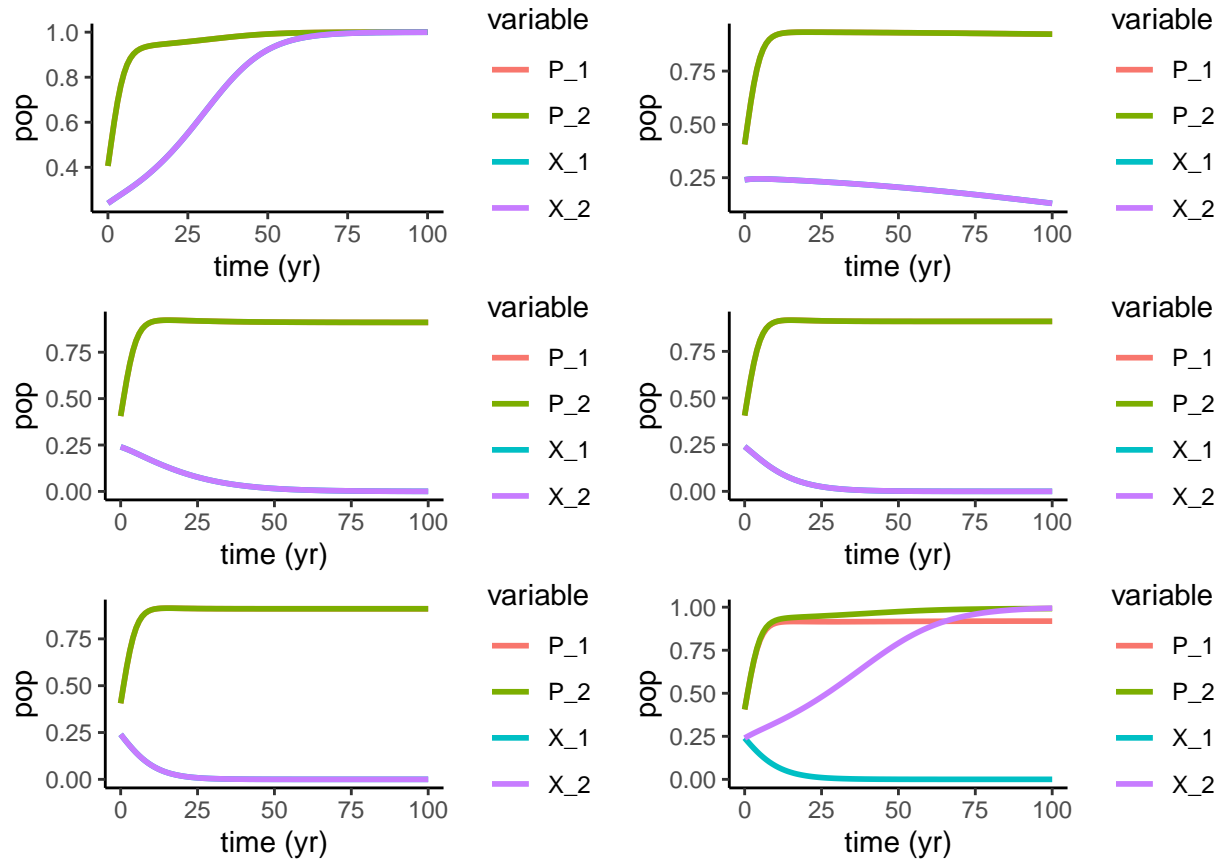 variable
P_1
P_2
X_1
X_2
pop
1.0
0.8
0.6
0.4
0 25 50 75 100
time (yr)
variable
P_1
P_2
X_1
X_2
pop
0.75
0.50
0.25
0 25 50 75 100
time (yr)
variable
P_1
P_2
X_1
X_2
pop
0.75
0.50
0.25
0.00
0 25 50 75 100
time (yr)
variable
P_1
P_2
X_1
X_2
pop
0.75
0.50
0.25
0.00
0 25 50 75 100
time (yr)
variable
P_1
P_2
X_1
X_2
pop
0.75
0.50
0.25
0.00
0 25 50 75 100
time (yr)
variable
P_1
P_2
X_1
X_2
pop
1.00
0.75
0.50
0.25
0.00
0 25 50 75 100
time (yr)